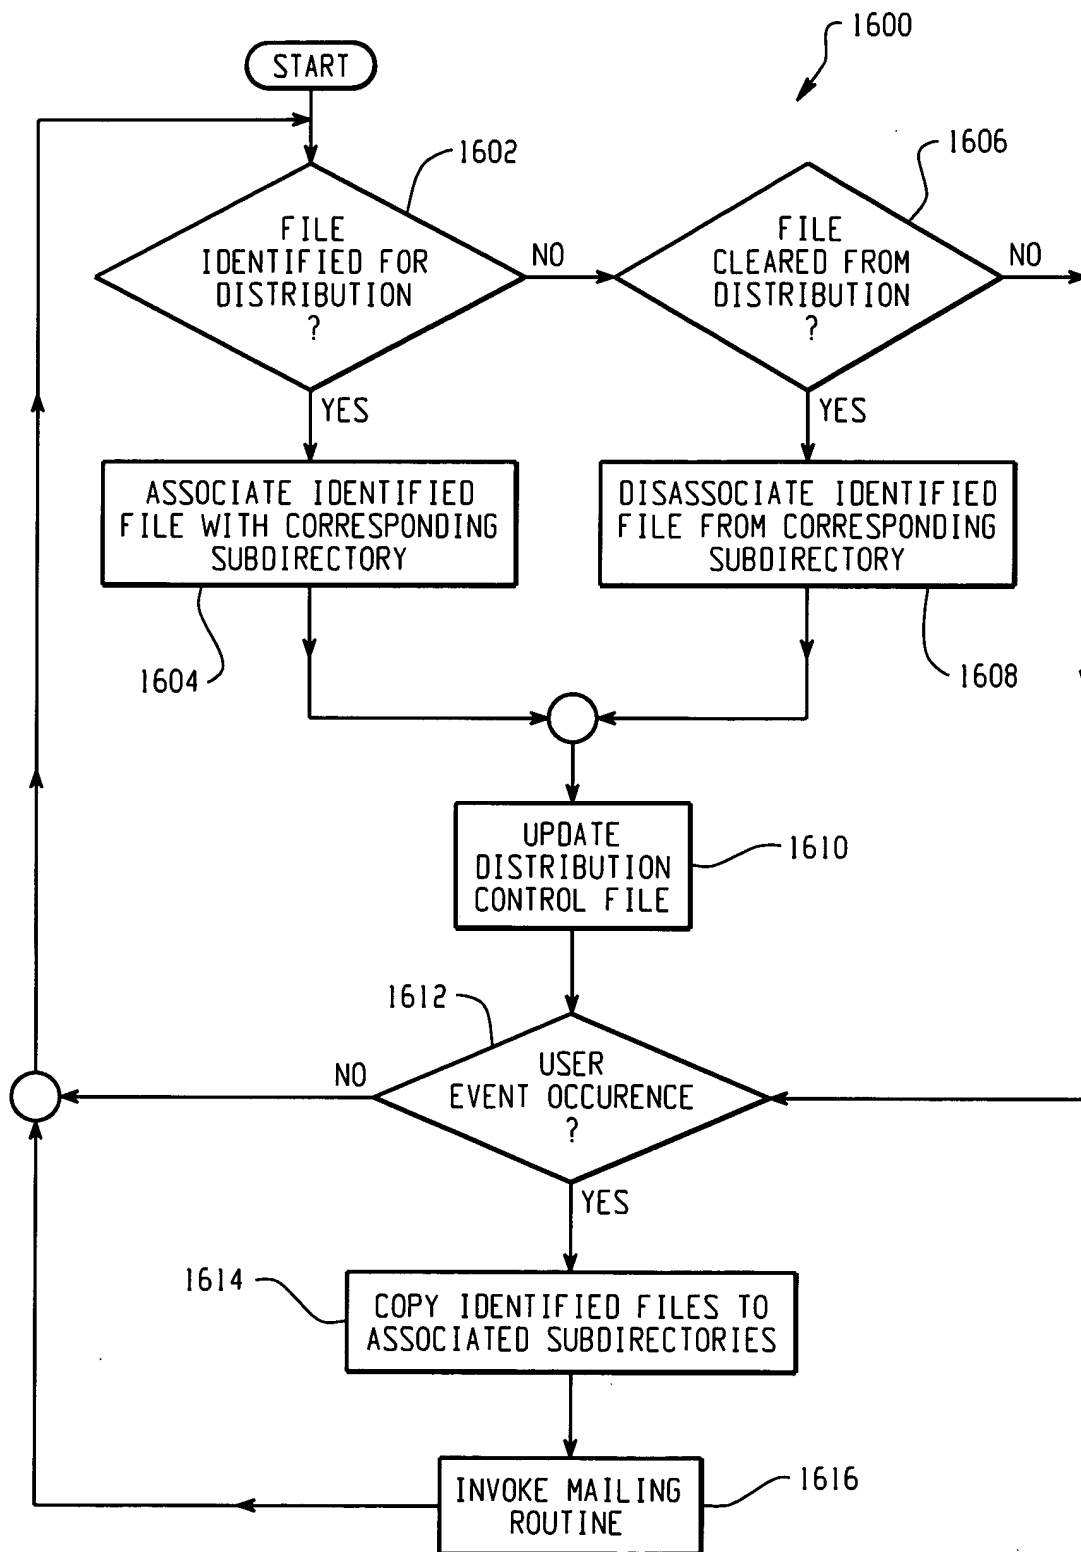 1600
START
1602
FILE
IDENTIFIED FOR
DISTRIBUTION
?
NO
1606
FILE
CLEARED FROM
DISTRIBUTION
?
NO
YES
YES
ASSOCIATE IDENTIFIED
FILE WITH CORRESPONDING
SUBDIRECTORY
DISASSOCIATE IDENTIFIED
FILE FROM CORRESPONDING
SUBDIRECTORY
1604
1608
UPDATE
DISTRIBUTION
CONTROL FILE
1610
1612
USER
EVENT OCCURENCE
?
NO
YES
1614
COPY IDENTIFIED FILES TO
ASSOCIATED SUBDIRECTORIES
INVOKE MAILING
ROUTINE
1616